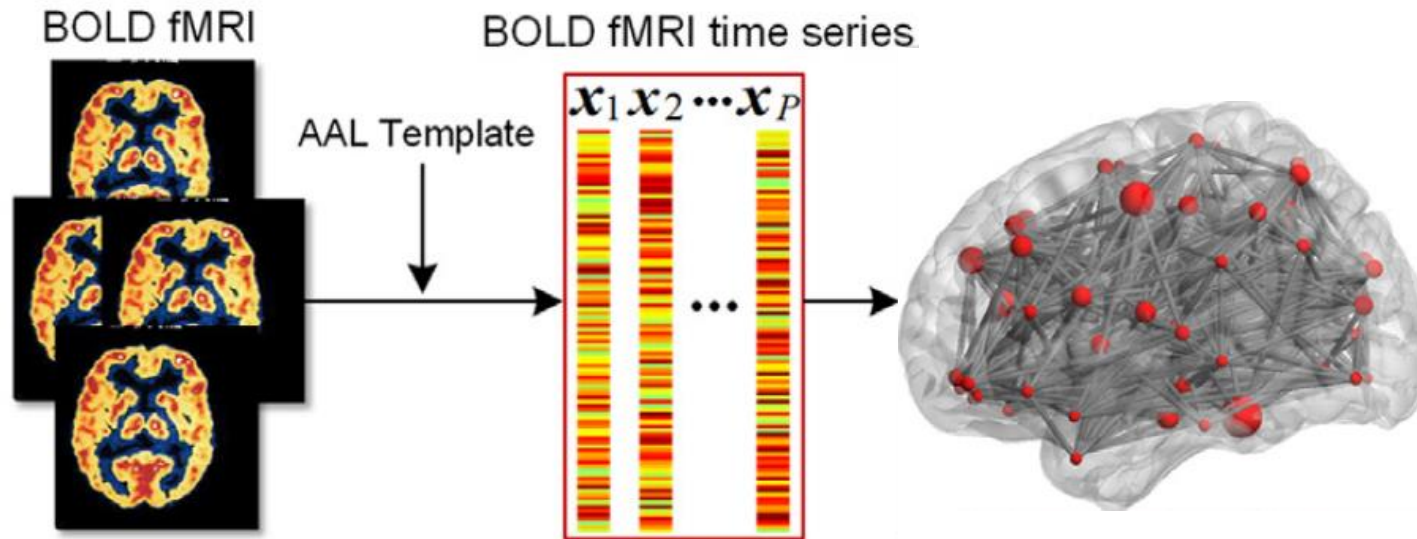 BOLD fMRI
BOLD fMRI time series
AAL Template
x1 x2 ··· xP
···